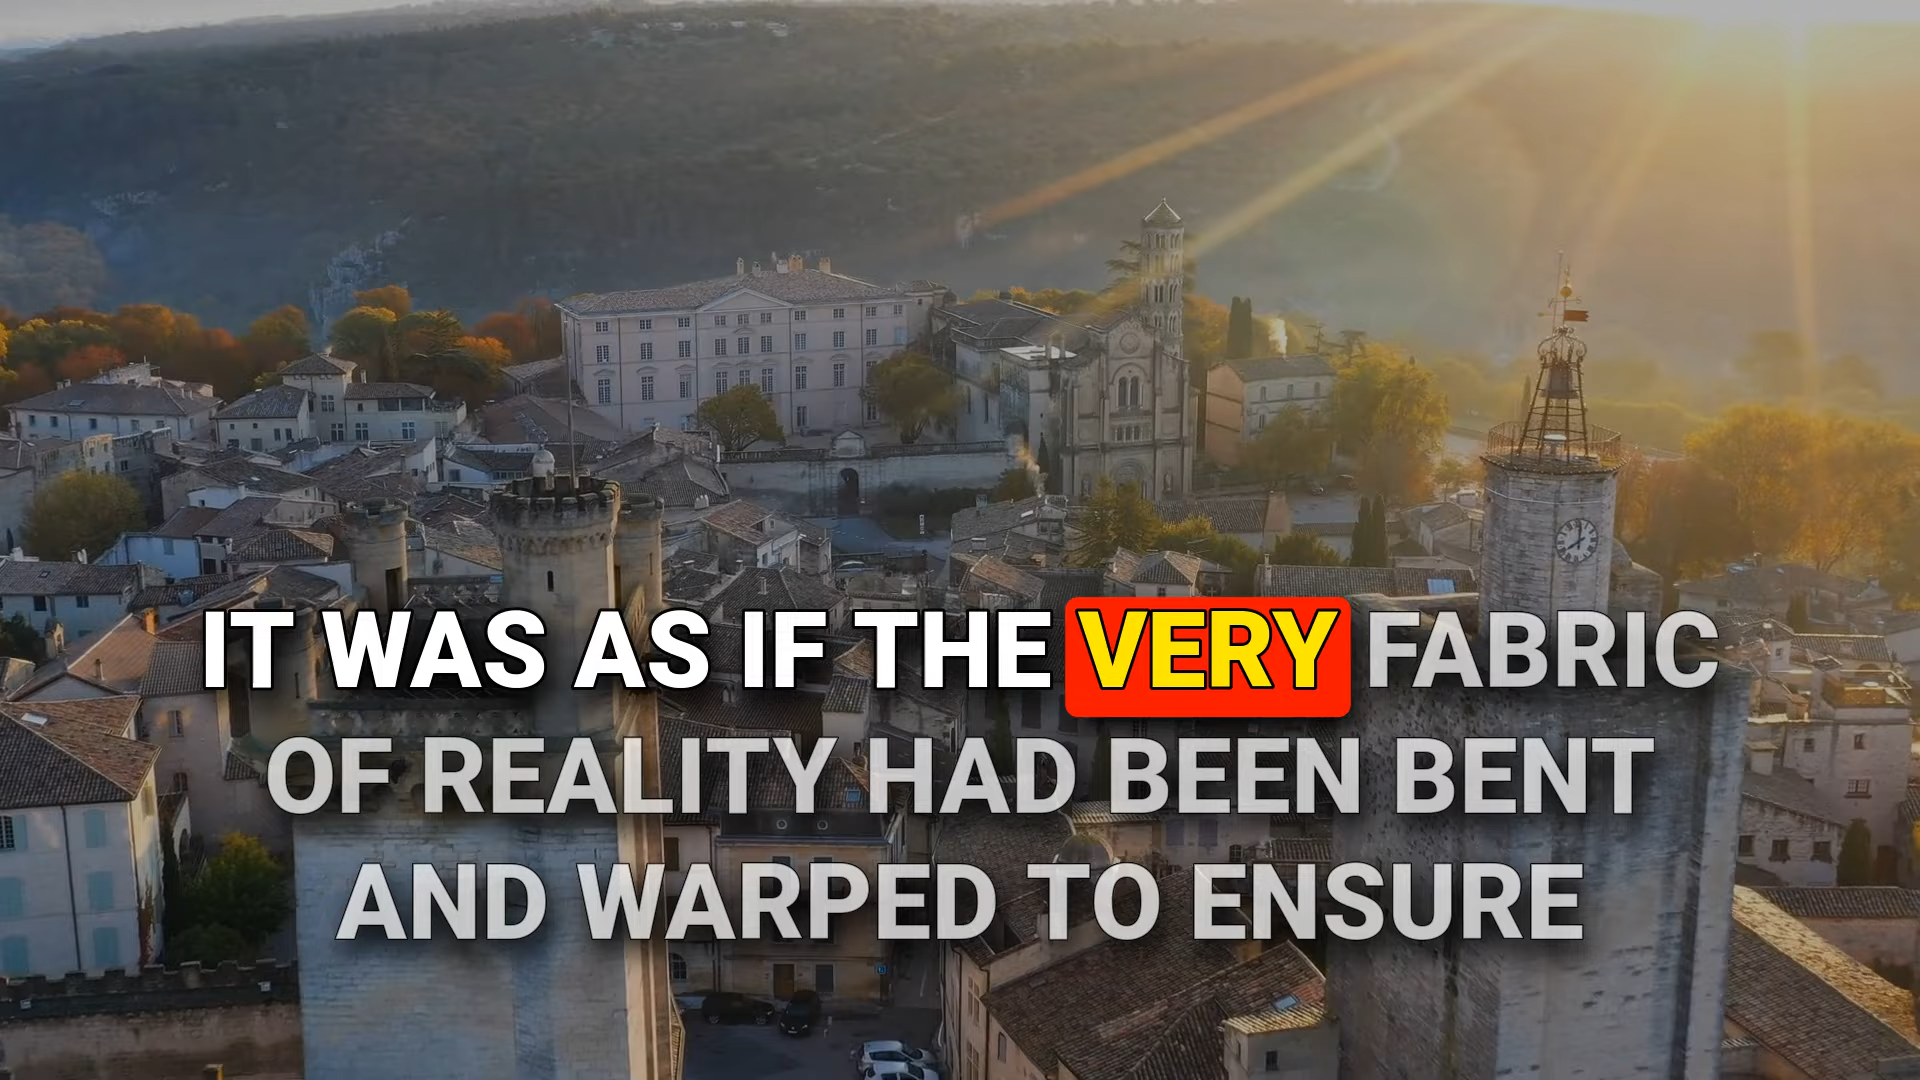 IT WAS AS IF THE VERY FABRIC
OF REALITY HAD BEEN BENT
AND WARPED TO ENSURE